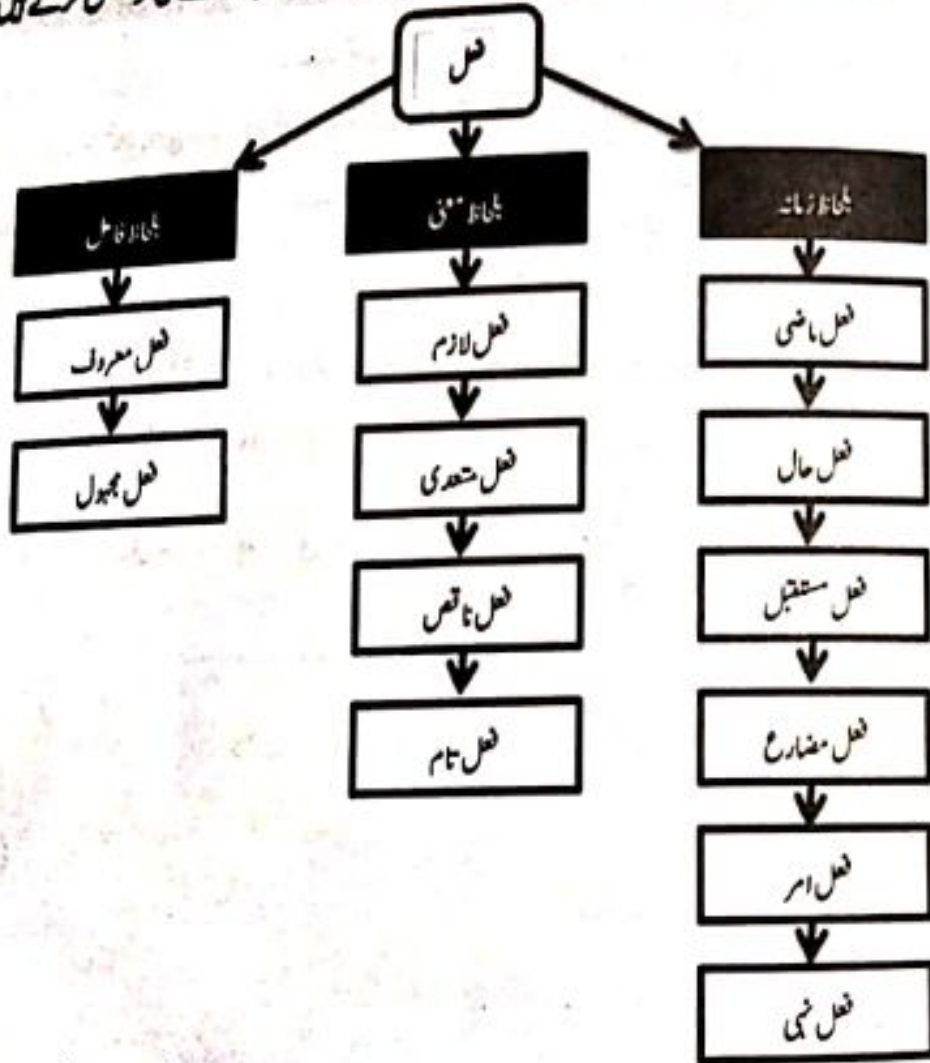 فعل
بلحاظ زمانہ
فعل ماضی
فعل حال
فعل مستقبل
فعل مضارع
فعل امر
فعل نہی
بلحاظ معنی
فعل لازم
فعل متعدی
فعل ناقص
فعل تام
بلحاظ فاعل
فعل معروف
فعل مجہول